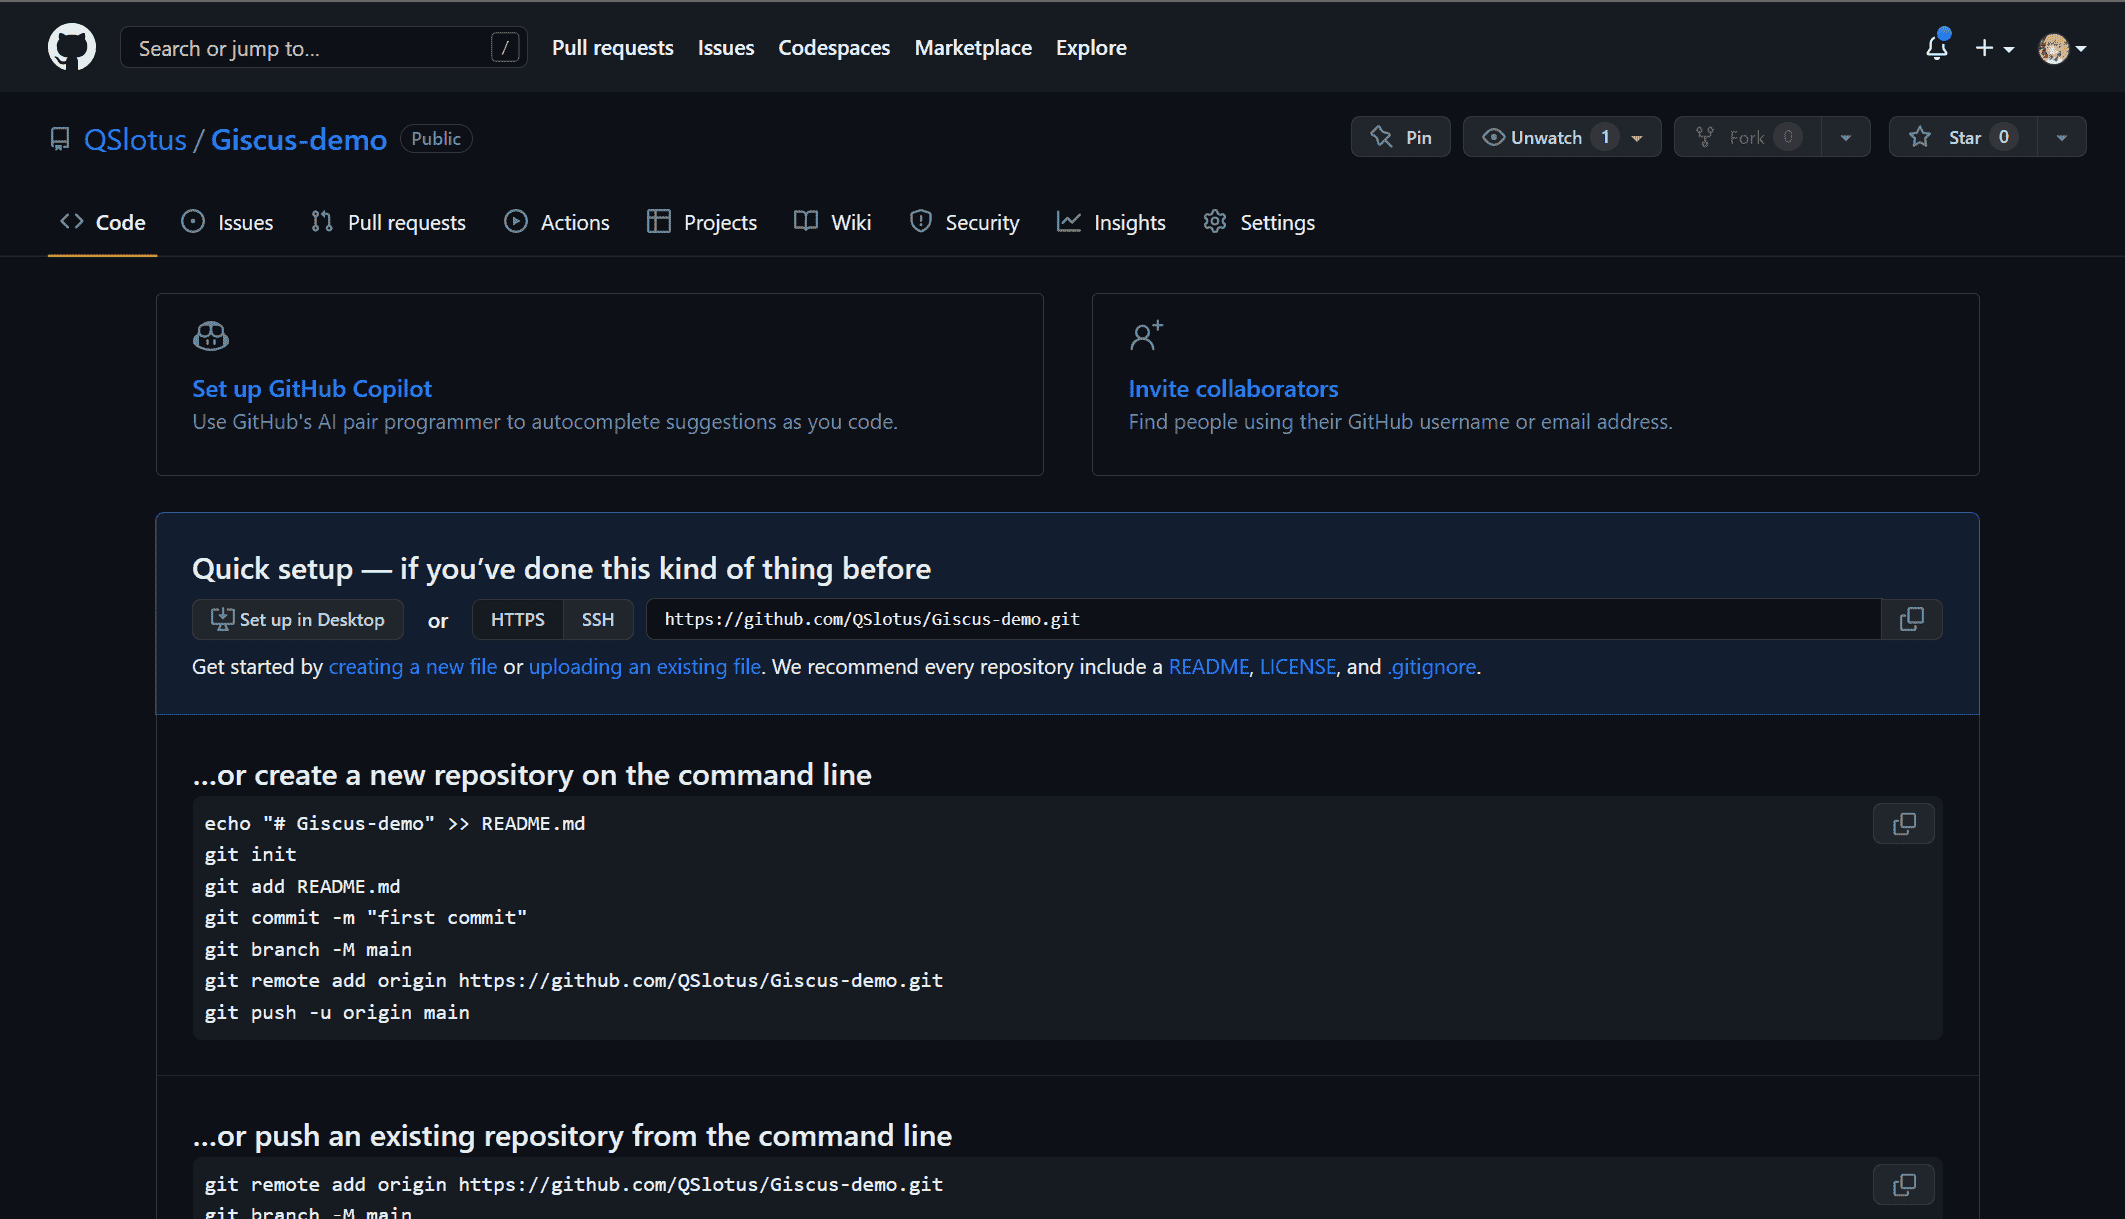 Search or jump to... /
Pull requests Issues Codespaces Marketplace Explore
QSlotus / Giscus-demo Public
Pin Unwatch 1 Fork 0 Star 0
Code Issues Pull requests Actions Projects Wiki Security Insights Settings
Set up GitHub Copilot
Use GitHub's AI pair programmer to autocomplete suggestions as you code.
Invite collaborators
Find people using their GitHub username or email address.
Quick setup — if you’ve done this kind of thing before
Set up in Desktop or HTTPS SSH https://github.com/QSlotus/Giscus-demo.git
Get started by creating a new file or uploading an existing file. We recommend every repository include a README, LICENSE, and .gitignore.
…or create a new repository on the command line
echo "# Giscus-demo" >> README.md
git init
git add README.md
git commit -m "first commit"
git branch -M main
git remote add origin https://github.com/QSlotus/Giscus-demo.git
git push -u origin main
…or push an existing repository from the command line
git remote add origin https://github.com/QSlotus/Giscus-demo.git
git branch -M main